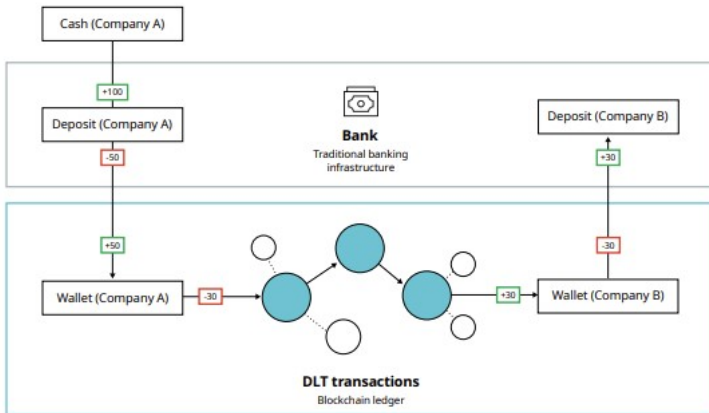 Cash (Company A)
+100
Deposit (Company A)
-50
Bank
Traditional banking
infrastructure
Deposit (Company B)
+30
+50
Wallet (Company A)
-30
+30
Wallet (Company B)
-30
DLT transactions
Blockchain ledger